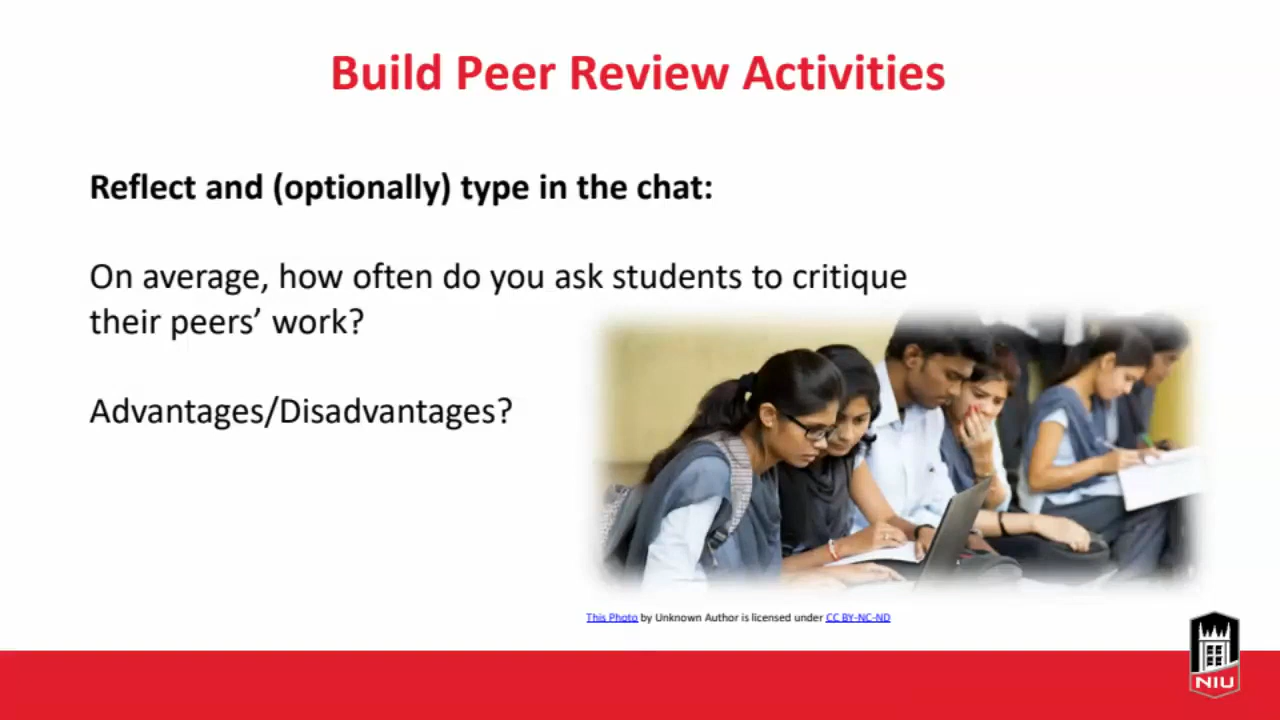 Build Peer Review Activities
Reflect and (optionally) type in the chat:
On average, how often do you ask students to critique
their peers’ work?
Advantages/Disadvantages?
This Photo by Unknown Author is licensed under CC BY-NC-ND
NIU